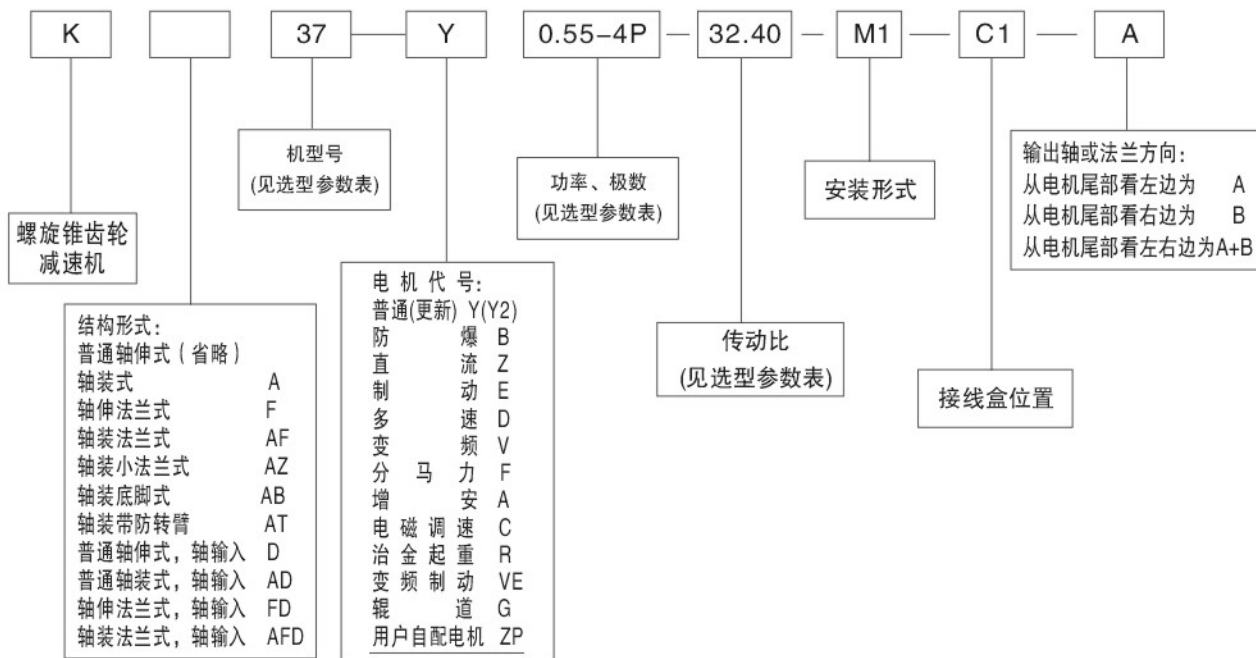 K 37 Y 0.55-4P 32.40 M1 C1 A
螺旋锥齿轮
减速机
结构形式：
普通轴伸式（省略）
轴装式 A
轴伸法兰式 F
轴装法兰式 AF
轴装小法兰式 AZ
轴装底脚式 AB
轴装带防转臂 AT
普通轴伸式，轴输入 D
普通轴装式，轴输入 AD
轴伸法兰式，轴输入 FD
轴装法兰式，轴输入 AFD
机型号
(见选型参数表)
电机代号：
普通(更新) Y(Y2)
防爆 B
直流 Z
制动 E
多速 D
变频 V
分马力 F
增安 A
电磁调速 C
冶金起重 R
变频制动 VE
辊道 G
用户自配电机 ZP
功率、极数
(见选型参数表)
传动比
(见选型参数表)
安装形式
接线盒位置
输出轴或法兰方向：
从电机尾部看左边为 A
从电机尾部看右边为 B
从电机尾部看左右边为A+B